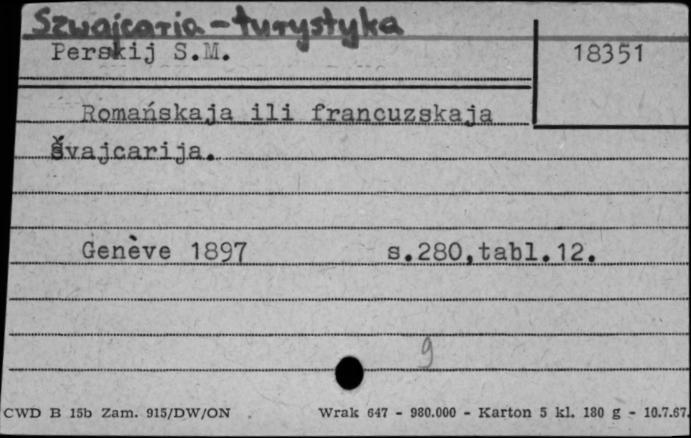 Szwajcaria - turystyka
Perskij S.M.
18351
Romańskaja ili francuzskaja
Švajcarija.
Genève 1897 s.280,tabl.12.
9
CWD B 15b Zam. 915/DW/ON Wrak 647 - 980.000 - Karton 5 kl. 180 g - 10.7.67.